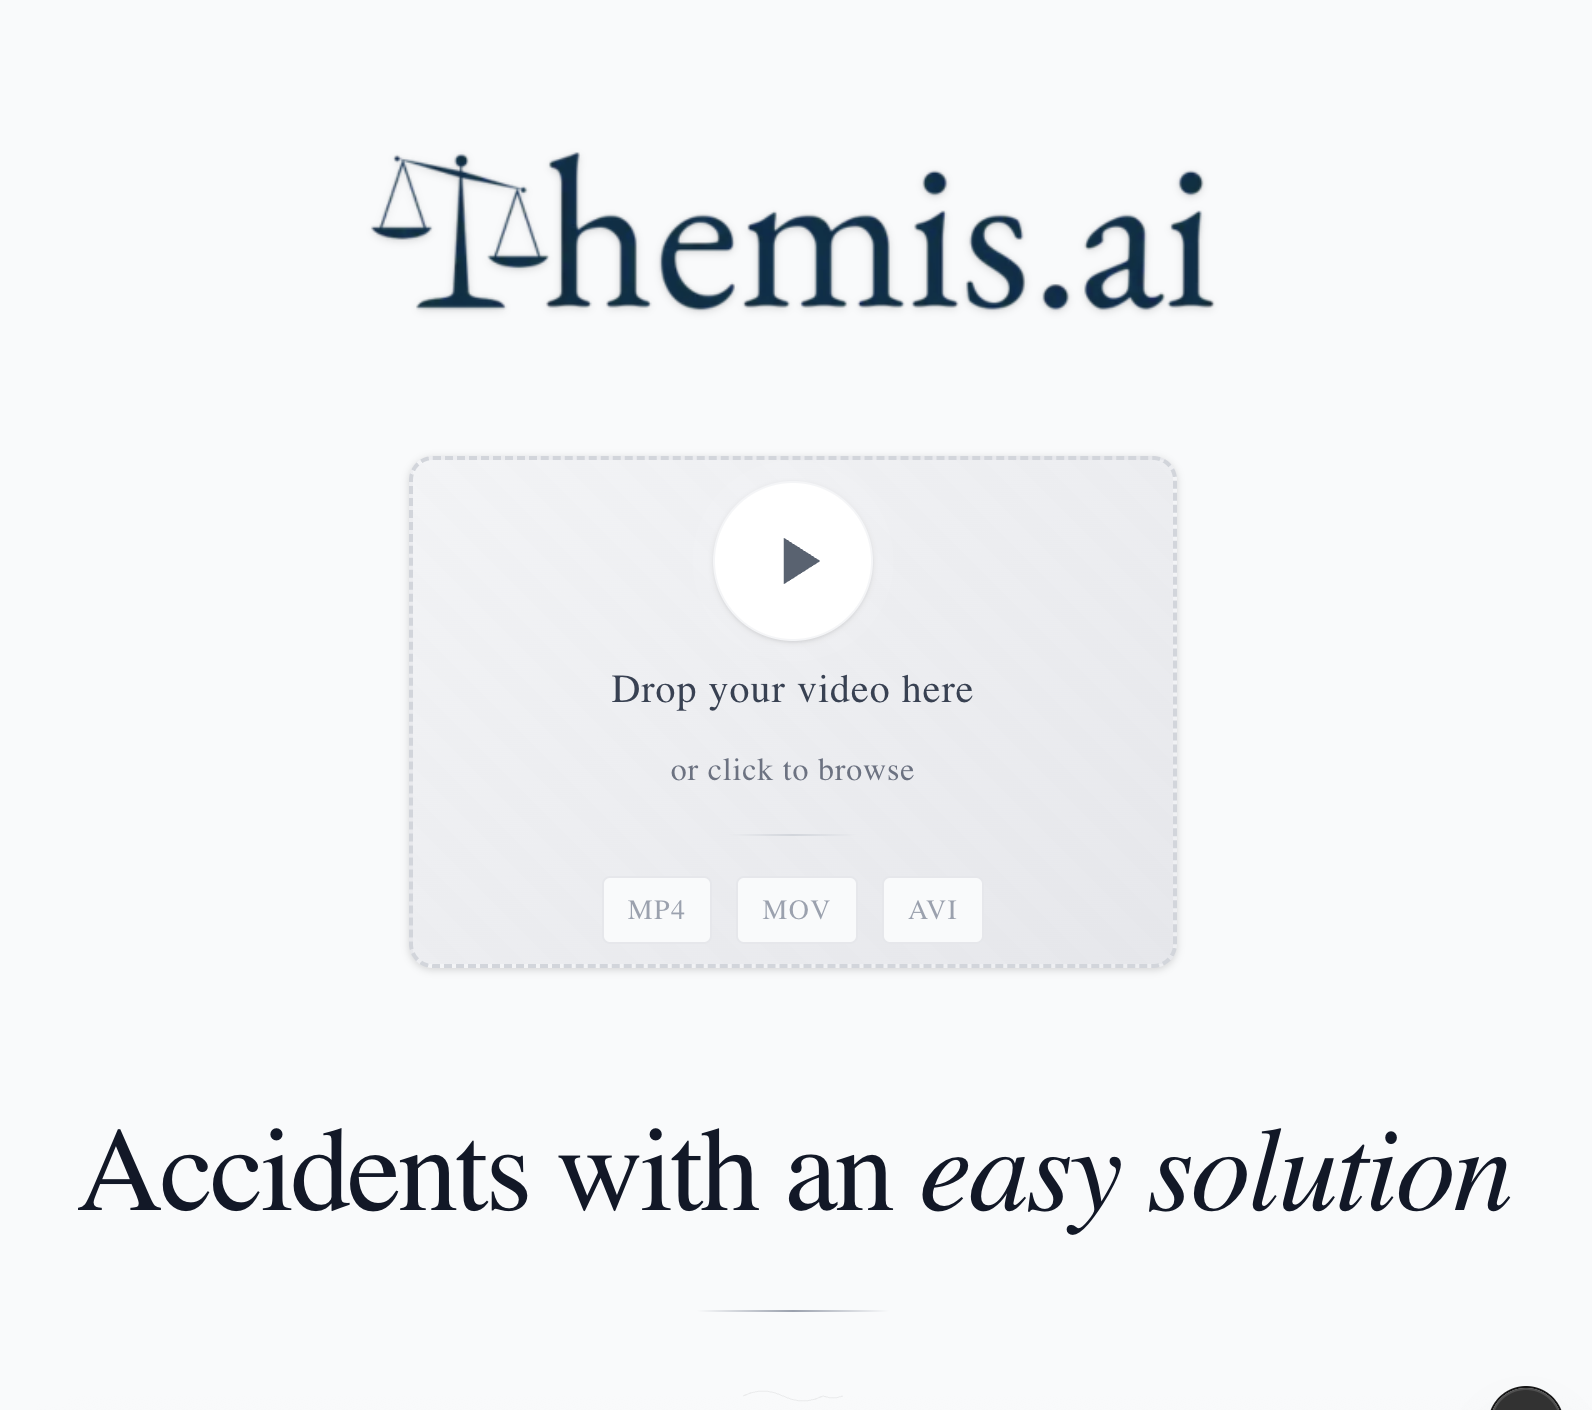 Themis.ai
Drop your video here
or click to browse
MP4 MOV AVI
Accidents with an easy solution